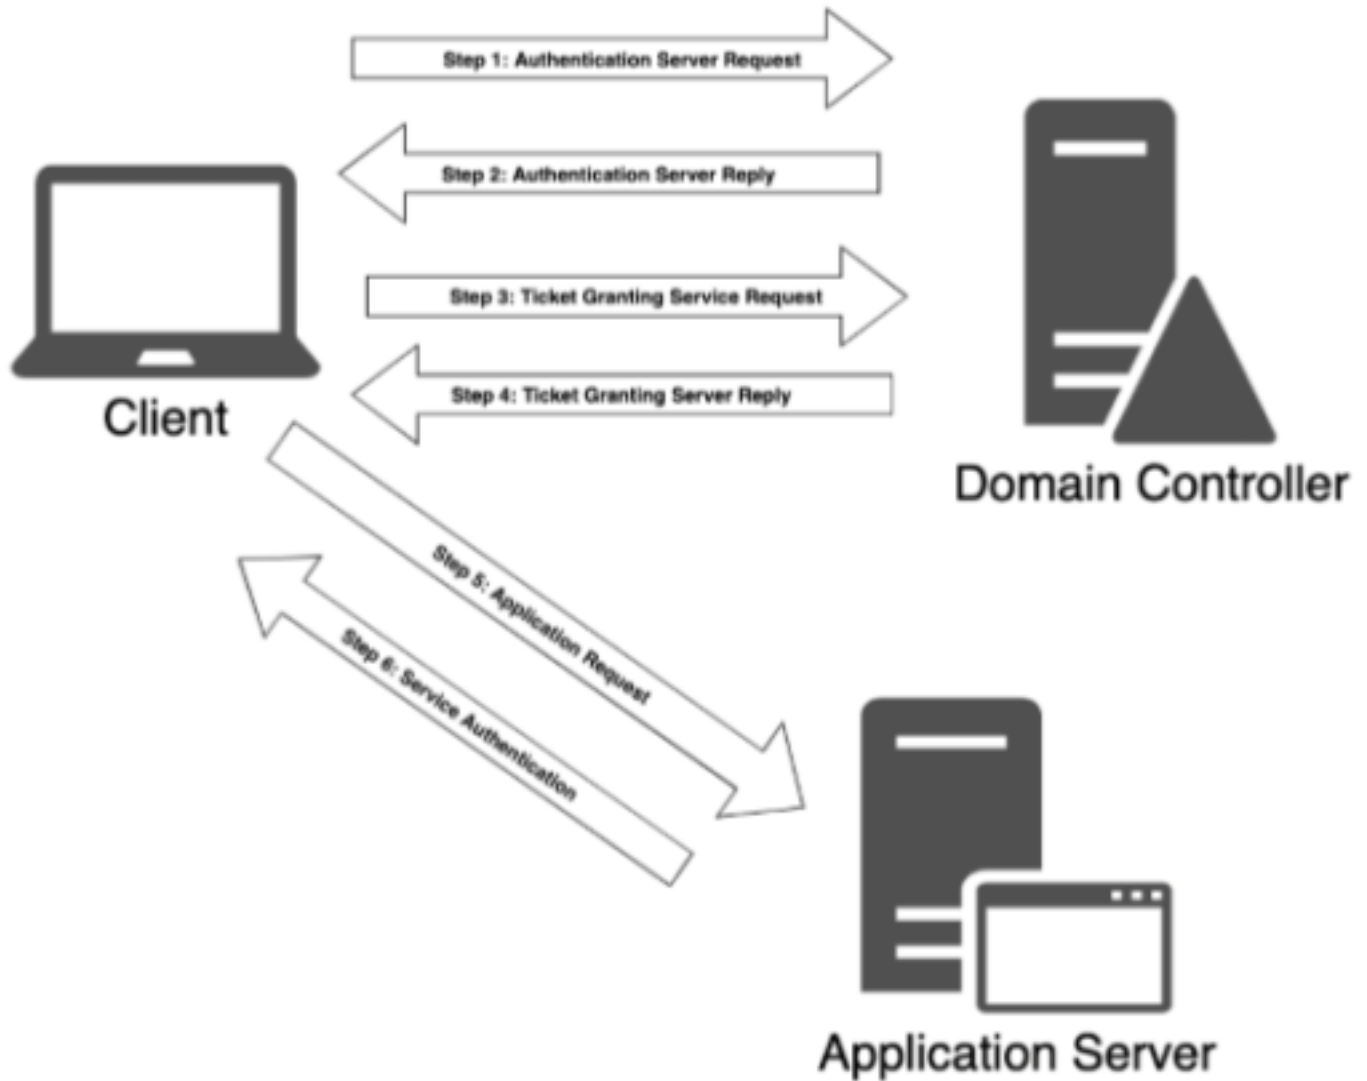 Step 1: Authentication Server Request
Step 2: Authentication Server Reply
Step 3: Ticket Granting Service Request
Step 4: Ticket Granting Server Reply
Client
Domain Controller
Step 5: Application Request
Step 6: Service Authentication
Application Server